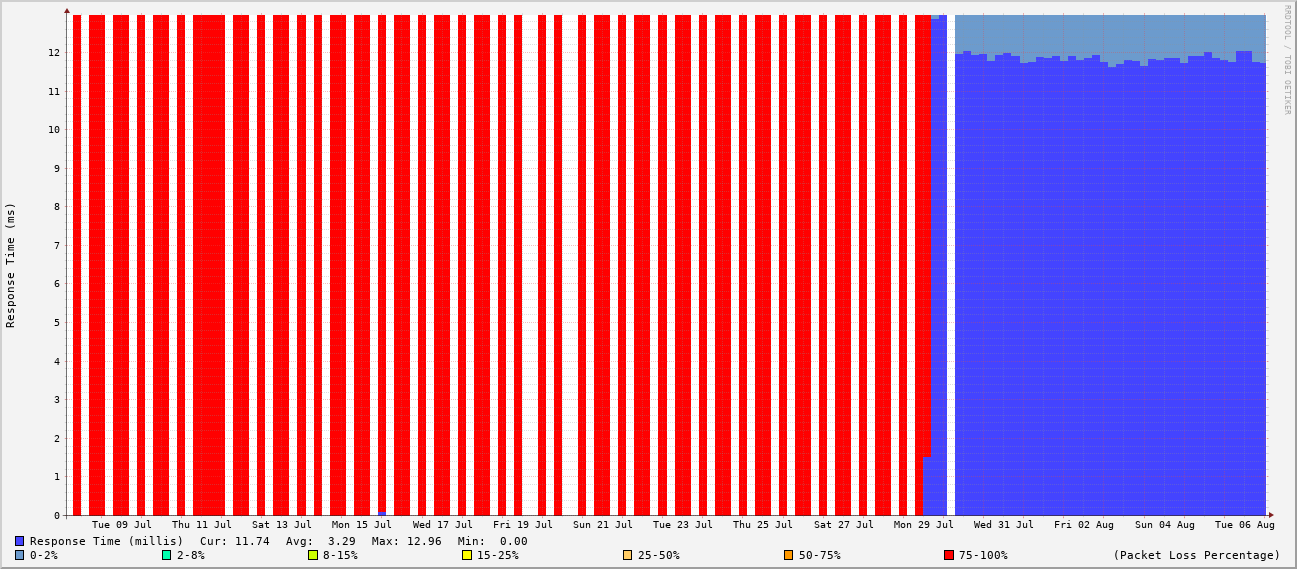 RRDTOOL / TOBI OETIKER
Response Time (ms)
12
11
10
9
8
7
6
5
4
3
2
1
0
Tue 09 Jul Thu 11 Jul Sat 13 Jul Mon 15 Jul Wed 17 Jul Fri 19 Jul Sun 21 Jul Tue 23 Jul Thu 25 Jul Sat 27 Jul Mon 29 Jul Wed 31 Jul Fri 02 Aug Sun 04 Aug Tue 06 Aug
Response Time (millis) Cur: 11.74 Avg: 3.29 Max: 12.96 Min: 0.00
0-2% 2-8% 8-15% 15-25% 25-50% 50-75% 75-100% (Packet Loss Percentage)